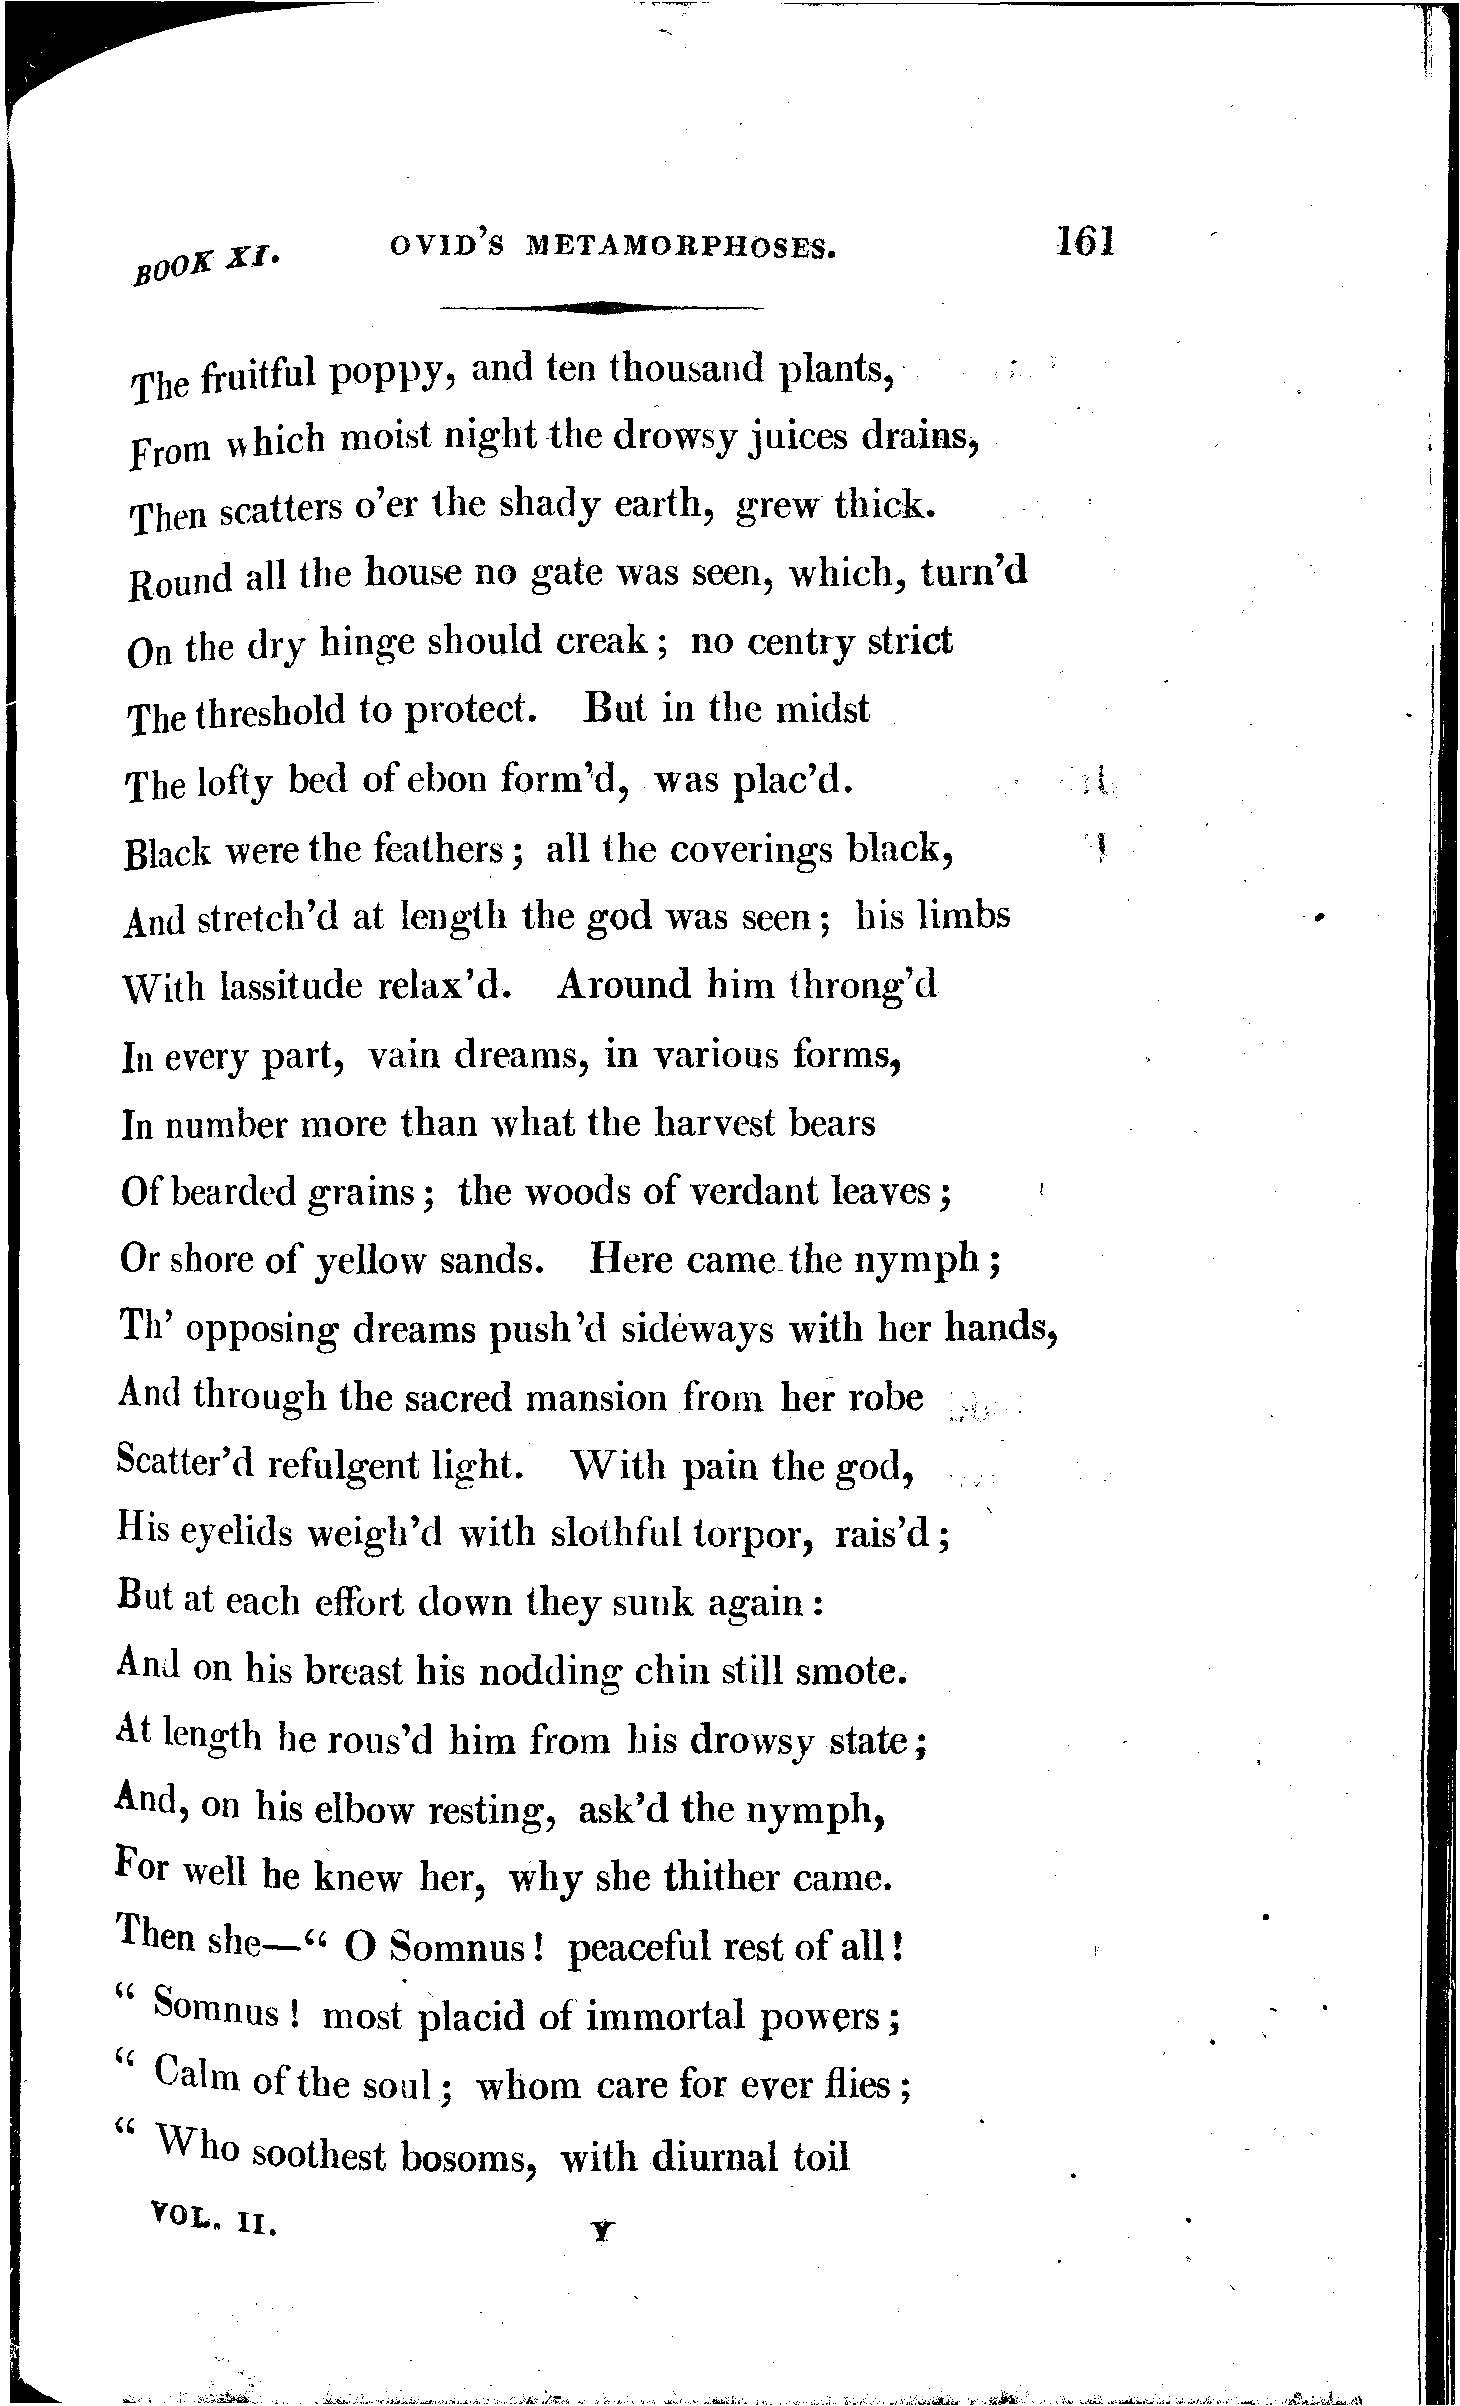 BOOK XI. OVID'S METAMORPHOSES. 161
The fruitful poppy, and ten thousand plants,
From which moist night the drowsy juices drains,
Then scatters o'er the shady earth, grew thick.
Round all the house no gate was seen, which, turn'd
On the dry hinge should creak; no centry strict
The threshold to protect. But in the midst
The lofty bed of ebon form'd, was plac'd.
Black were the feathers; all the coverings black,
And stretch'd at length the god was seen; his limbs
With lassitude relax'd. Around him throng'd
In every part, vain dreams, in various forms,
In number more than what the harvest bears
Of bearded grains; the woods of verdant leaves;
Or shore of yellow sands. Here came the nymph;
Th' opposing dreams push'd sideways with her hands,
And through the sacred mansion from her robe
Scatter'd refulgent light. With pain the god,
His eyelids weigh'd with slothful torpor, rais'd;
But at each effort down they sunk again:
And on his breast his nodding chin still smote.
At length he rous'd him from his drowsy state;
And, on his elbow resting, ask'd the nymph,
For well he knew her, why she thither came.
Then she—“ O Somnus! peaceful rest of all!
“ Somnus! most placid of immortal powers;
“ Calm of the soul; whom care for ever flies;
“ Who soothest bosoms, with diurnal toil
VOL. II. Y